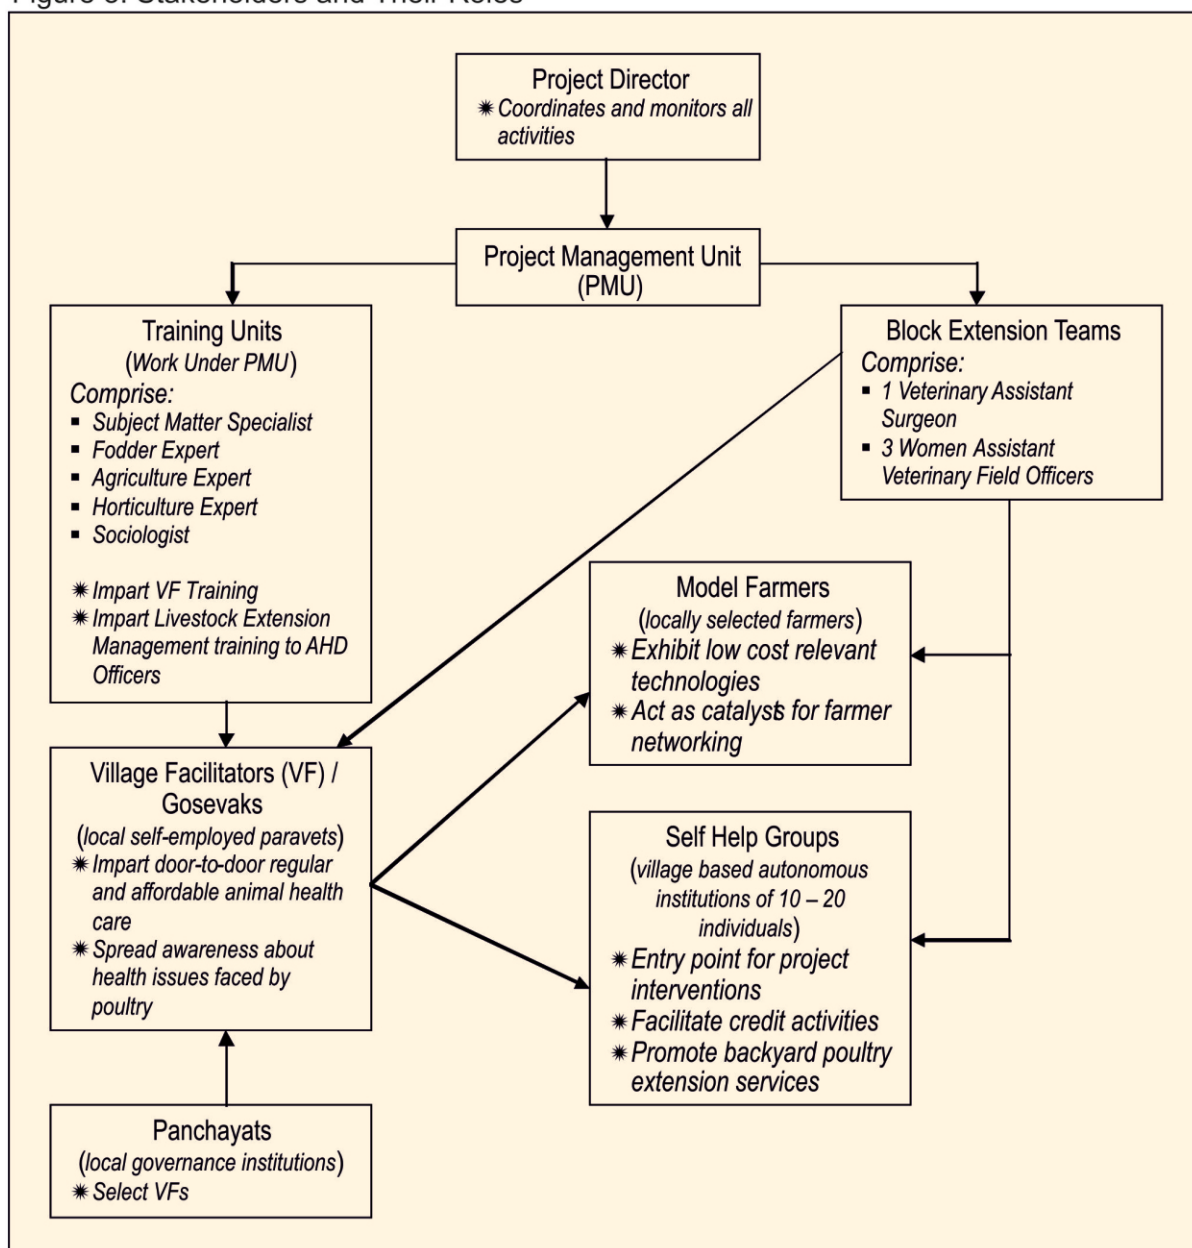 Figure 3: Stakeholders and Their Roles
Project Director
✷ Coordinates and monitors all
activities
Project Management Unit
(PMU)
Training Units
(Work Under PMU)
Comprise:
▪ Subject Matter Specialist
▪ Fodder Expert
▪ Agriculture Expert
▪ Horticulture Expert
▪ Sociologist
✷ Impart VF Training
✷ Impart Livestock Extension
Management training to AHD
Officers
Block Extension Teams
Comprise:
▪ 1 Veterinary Assistant
Surgeon
▪ 3 Women Assistant
Veterinary Field Officers
Model Farmers
(locally selected farmers)
✷ Exhibit low cost relevant
technologies
✷ Act as catalysts for farmer
networking
Village Facilitators (VF) /
Gosevaks
(local self-employed paravets)
✷ Impart door-to-door regular
and affordable animal health
care
✷ Spread awareness about
health issues faced by
poultry
Self Help Groups
(village based autonomous
institutions of 10 – 20
individuals)
✷ Entry point for project
interventions
✷ Facilitate credit activities
✷ Promote backyard poultry
extension services
Panchayats
(local governance institutions)
✷ Select VFs